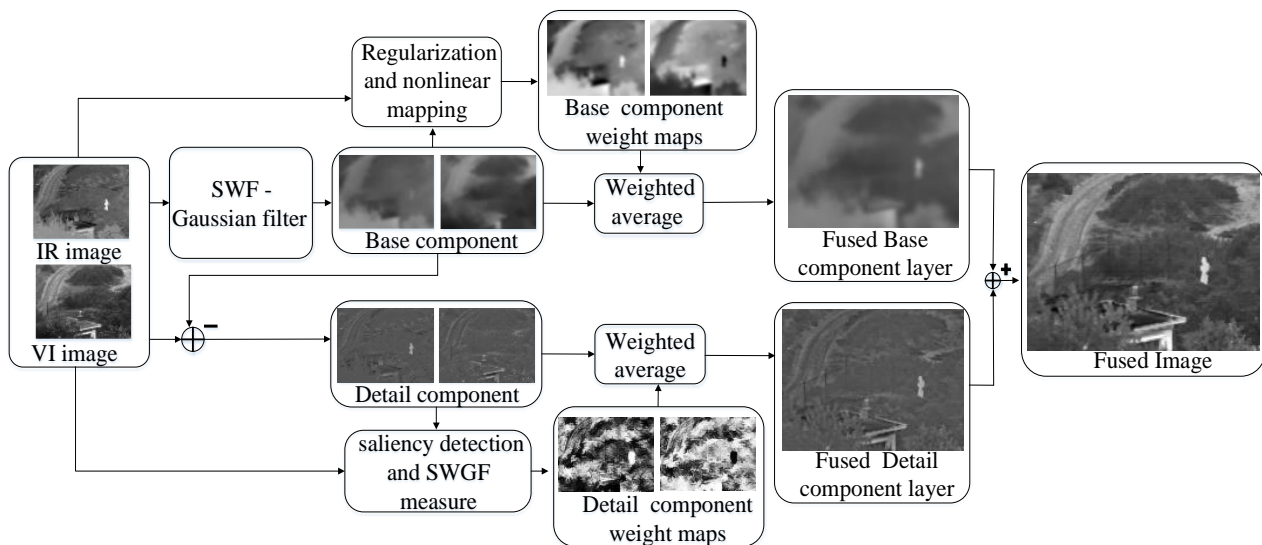 Regularization
and nonlinear
mapping
Base component
weight maps
IR image
VI image
SWF -
Gaussian filter
Base component
Weighted
average
Fused Base
component layer
+
Fused Image
−
Detail component
Weighted
average
saliency detection
and SWGF
measure
Detail component
weight maps
Fused Detail
component layer